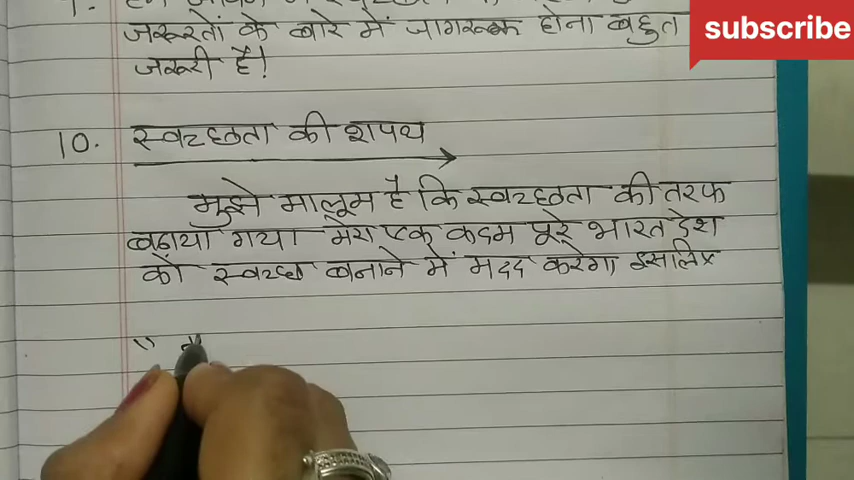 जरूरतों के बारे में जागरूक होना बहुत
जरूरी है।
subscribe
10. स्वच्छता की शपथ
मुझे मालूम है कि स्वच्छता की तरफ
बढ़ाया गया मेरा एक कदम पूरे भारत देश
को स्वच्छ बनाने में मदद करेगा इसलिए